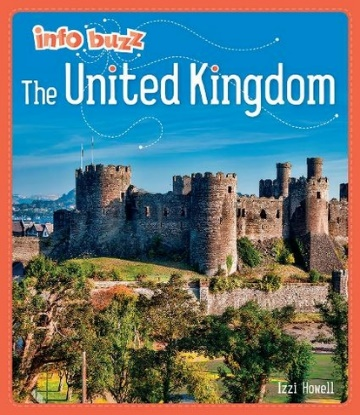 info buzz
The United Kingdom
Izzi Howell